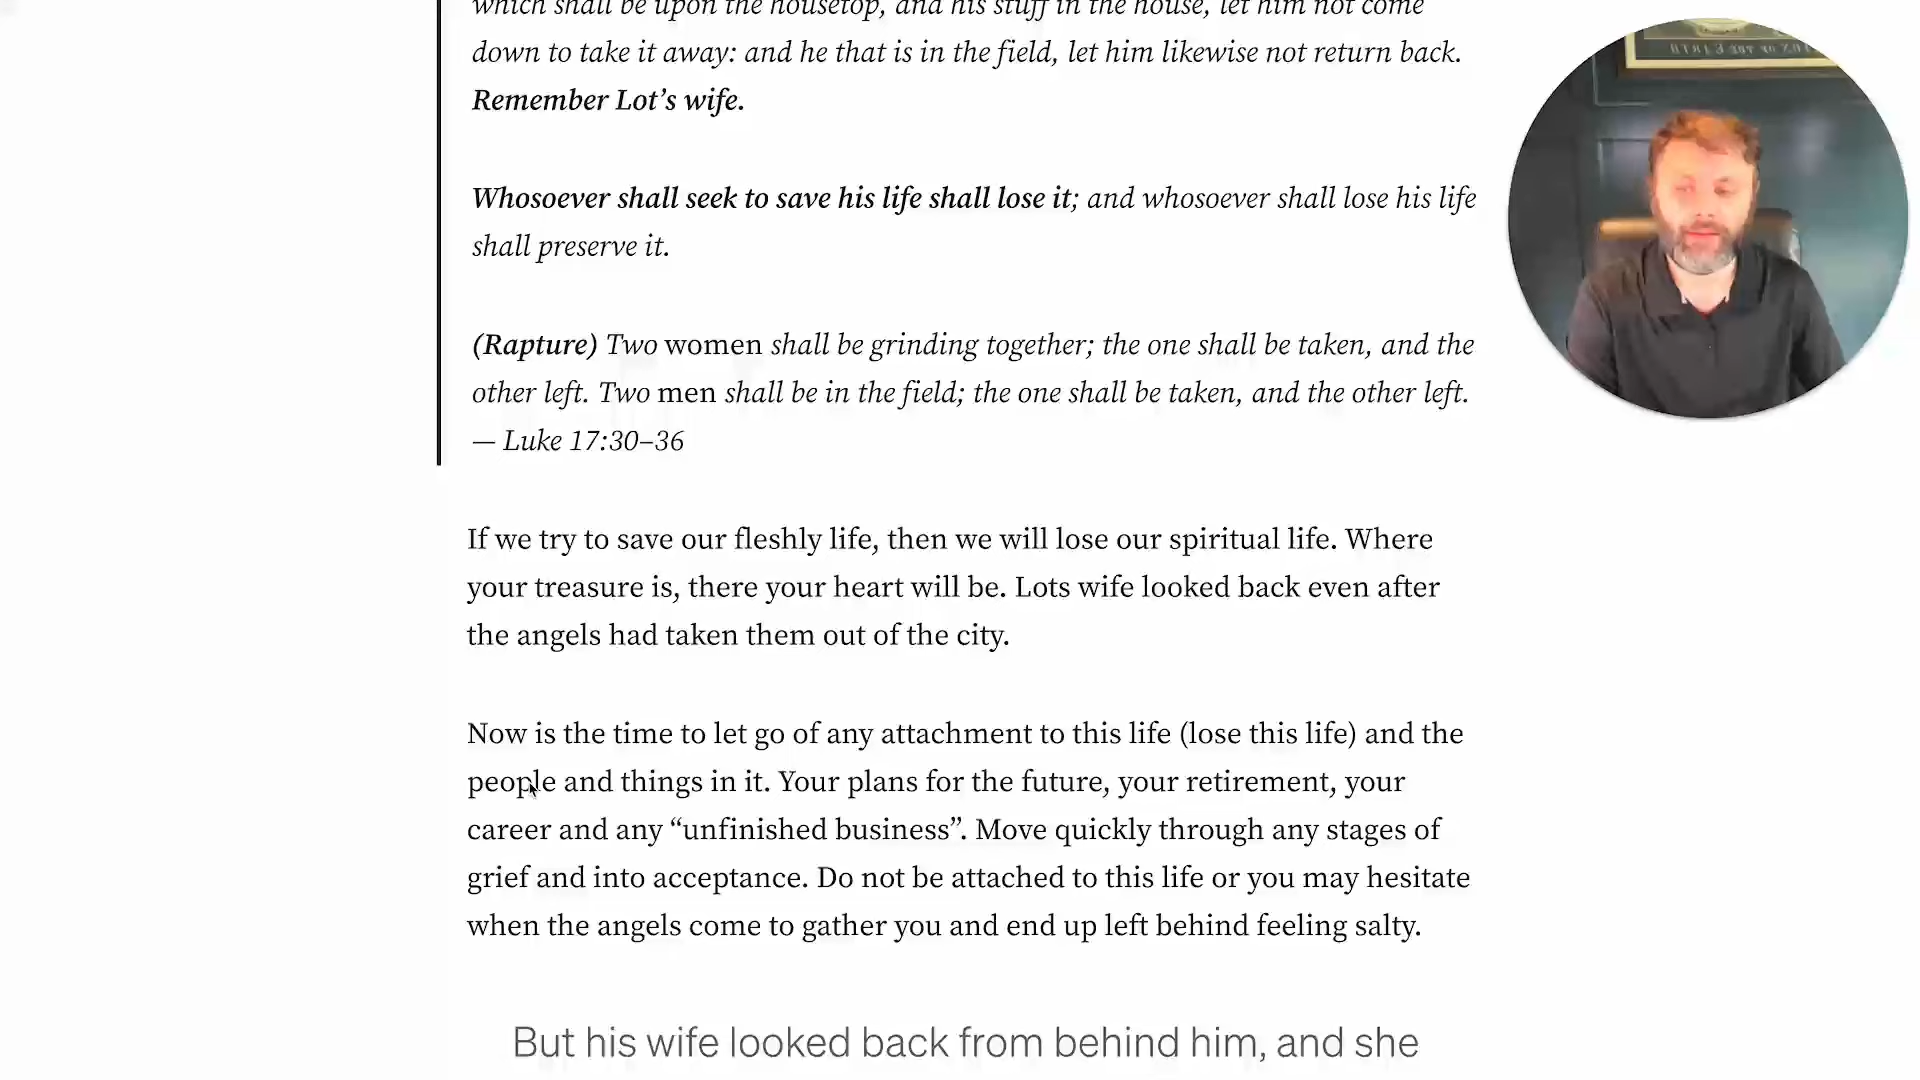 which shall be upon the housetop, and his stuff in the house, let him not come
down to take it away: and he that is in the field, let him likewise not return back.
Remember Lot’s wife.
Whosoever shall seek to save his life shall lose it; and whosoever shall lose his life
shall preserve it.
(Rapture) Two women shall be grinding together; the one shall be taken, and the
other left. Two men shall be in the field; the one shall be taken, and the other left.
— Luke 17:30–36
If we try to save our fleshly life, then we will lose our spiritual life. Where
your treasure is, there your heart will be. Lots wife looked back even after
the angels had taken them out of the city.
Now is the time to let go of any attachment to this life (lose this life) and the
people and things in it. Your plans for the future, your retirement, your
career and any “unfinished business”. Move quickly through any stages of
grief and into acceptance. Do not be attached to this life or you may hesitate
when the angels come to gather you and end up left behind feeling salty.
But his wife looked back from behind him, and she